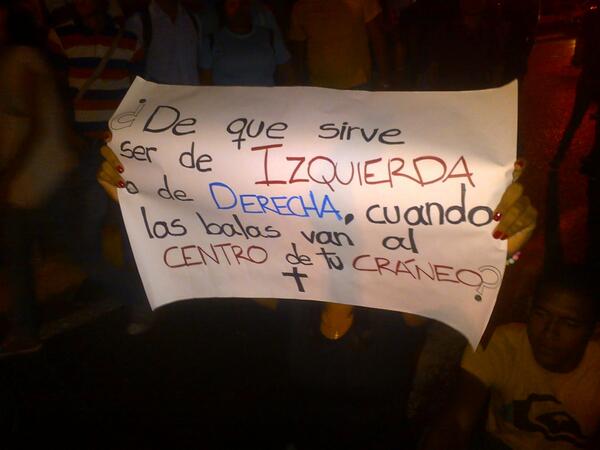 ¿De que sirve
ser de IZQUIERDA
o de DERECHA, cuando
las balas van al
CENTRO de tu CRÁNEO?